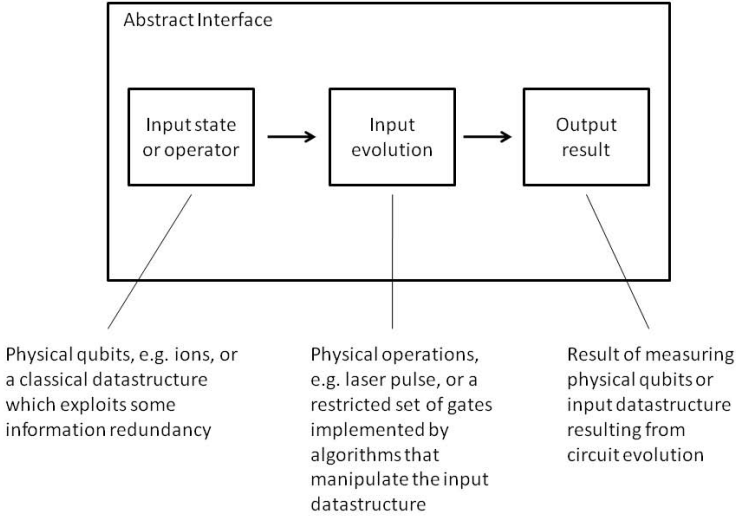 Abstract Interface
Input state
or operator
Input
evolution
Output
result
Physical qubits, e.g. ions, or
a classical datastructure
which exploits some
information redundancy
Physical operations,
e.g. laser pulse, or a
restricted set of gates
implemented by
algorithms that
manipulate the input
datastructure
Result of measuring
physical qubits or
input datastructure
resulting from
circuit evolution